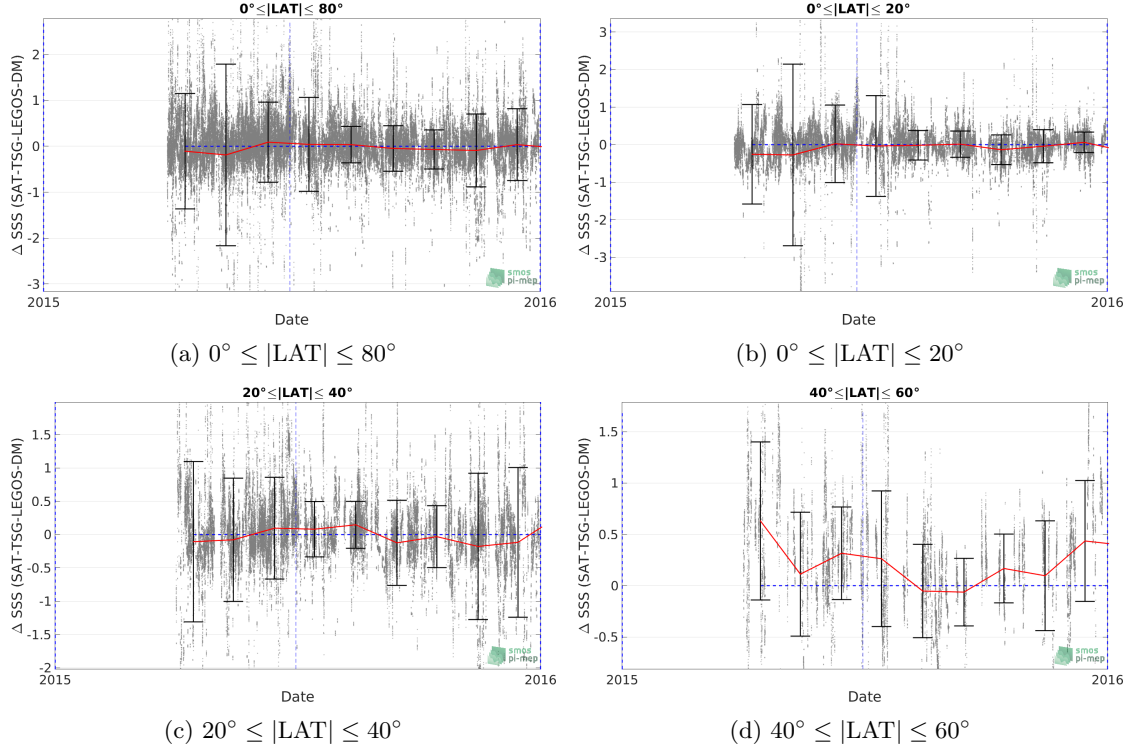 0°≤|LAT|≤ 80°
Δ SSS (SAT-TSG-LEGOS-DM)
2
1
0
-1
-2
-3
2015
2016
Date
smos
pi-mep
(a) 0° ≤ |LAT| ≤ 80°
0°≤|LAT|≤ 20°
Δ SSS (SAT-TSG-LEGOS-DM)
3
2
1
0
-1
-2
-3
2015
2016
Date
smos
pi-mep
(b) 0° ≤ |LAT| ≤ 20°
20°≤|LAT|≤ 40°
Δ SSS (SAT-TSG-LEGOS-DM)
1.5
1
0.5
0
-0.5
-1
-1.5
-2
2015
2016
Date
smos
pi-mep
(c) 20° ≤ |LAT| ≤ 40°
40°≤|LAT|≤ 60°
Δ SSS (SAT-TSG-LEGOS-DM)
1.5
1
0.5
0
-0.5
2015
2016
Date
smos
pi-mep
(d) 40° ≤ |LAT| ≤ 60°